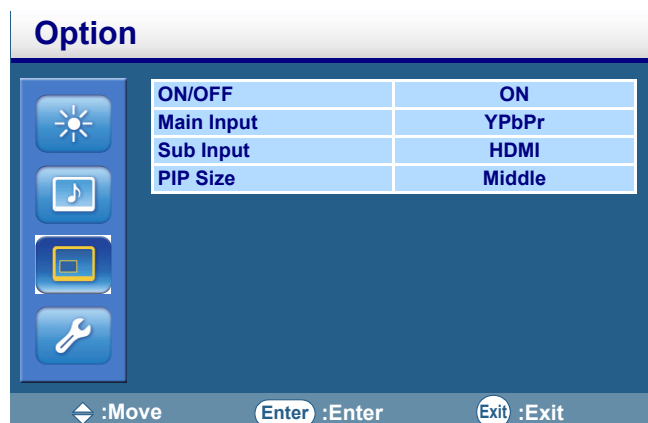 Option
ON/OFF ON
Main Input YPbPr
Sub Input HDMI
PIP Size Middle
:Move Enter :Enter Exit :Exit